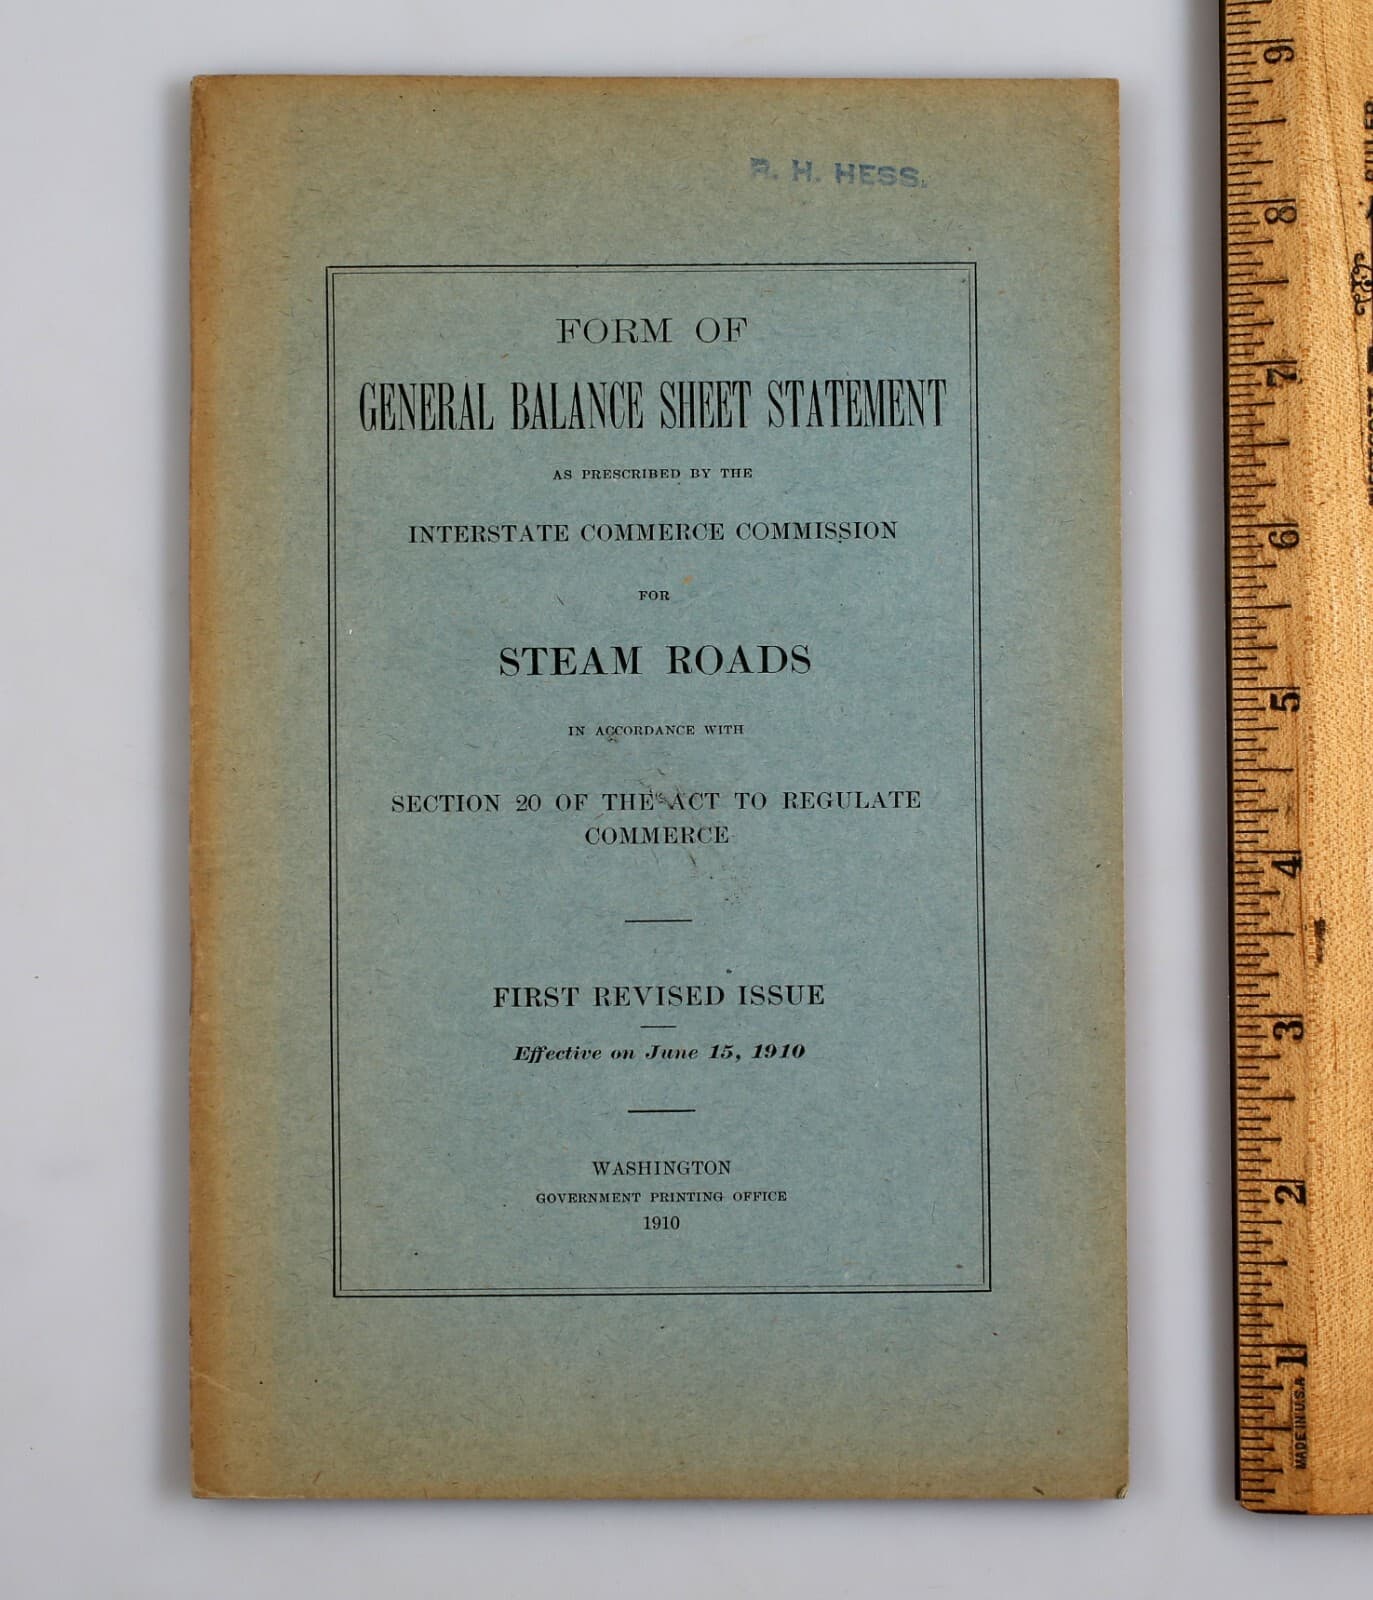 R. H. HESS.
FORM OF
GENERAL BALANCE SHEET STATEMENT
AS PRESCRIBED BY THE
INTERSTATE COMMERCE COMMISSION
FOR
STEAM ROADS
IN ACCORDANCE WITH
SECTION 20 OF THE ACT TO REGULATE
COMMERCE
FIRST REVISED ISSUE
Effective on June 15, 1910
WASHINGTON
GOVERNMENT PRINTING OFFICE
1910
9
8
7
6
5
4
3
2
1
MADE IN U.S.A